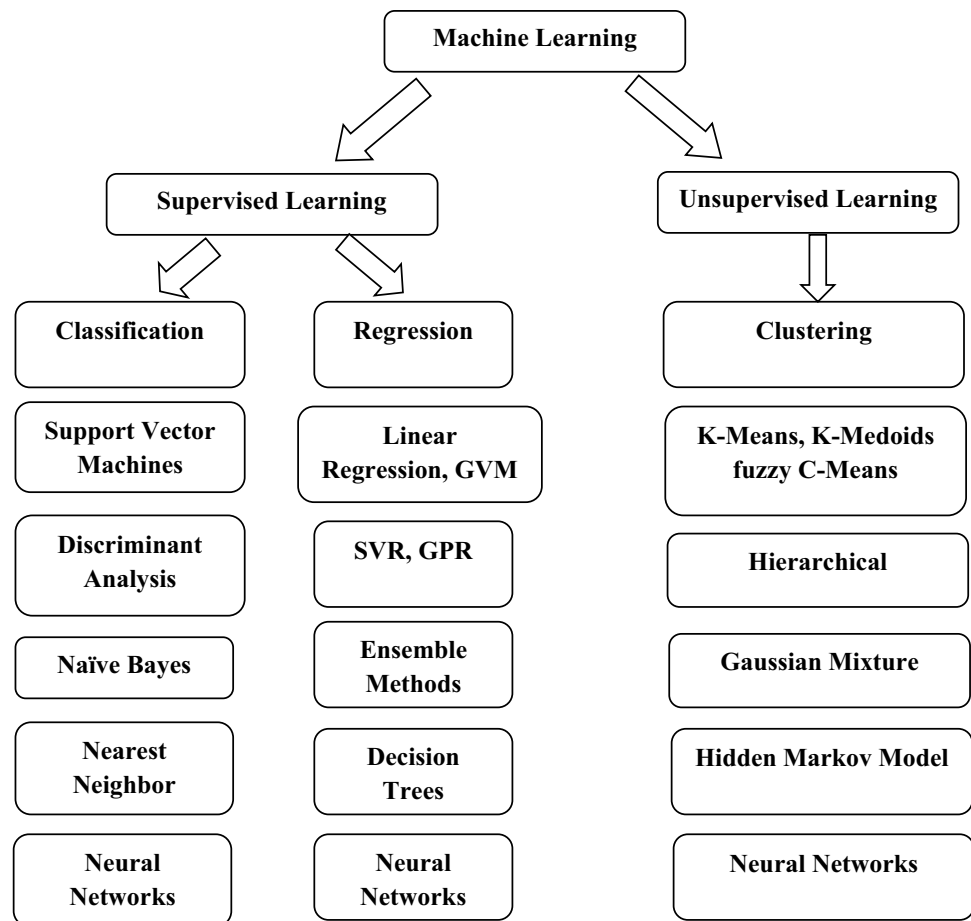 Machine Learning
Supervised Learning
Unsupervised Learning
Classification
Regression
Clustering
Support Vector
Machines
Linear
Regression, GVM
K-Means, K-Medoids
fuzzy C-Means
Discriminant
Analysis
SVR, GPR
Hierarchical
Naïve Bayes
Ensemble
Methods
Gaussian Mixture
Nearest
Neighbor
Decision
Trees
Hidden Markov Model
Neural
Networks
Neural
Networks
Neural Networks